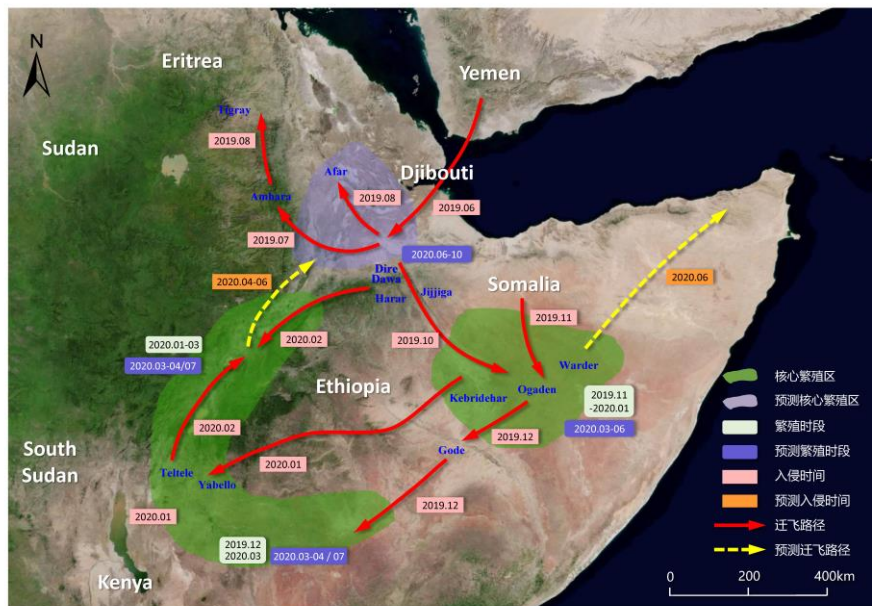 N
Eritrea
Yemen
Tigray
2019.08
Sudan
Afar
Djibouti
2019.08
Amhara
2019.06
2019.07
2020.06-10
Dire
Dawa
2020.04-06
Harar
Jijjiga
Somalia
2020.06
2019.11
2020.01-03
2020.02
2019.10
2020.03-04/07
Warder
Ethiopia
Ogaden
Kebridehar
2019.11
-2020.01
2020.02
2019.12
2020.03-06
South
Sudan
Gode
Teltele
2020.01
Yabello
2020.01
2019.12
2019.12
2020.03
2020.03-04 / 07
Kenya
核心繁殖区
预测核心繁殖区
繁殖时段
预测繁殖时段
入侵时间
预测入侵时间
迁飞路径
预测迁飞路径
0 200 400km